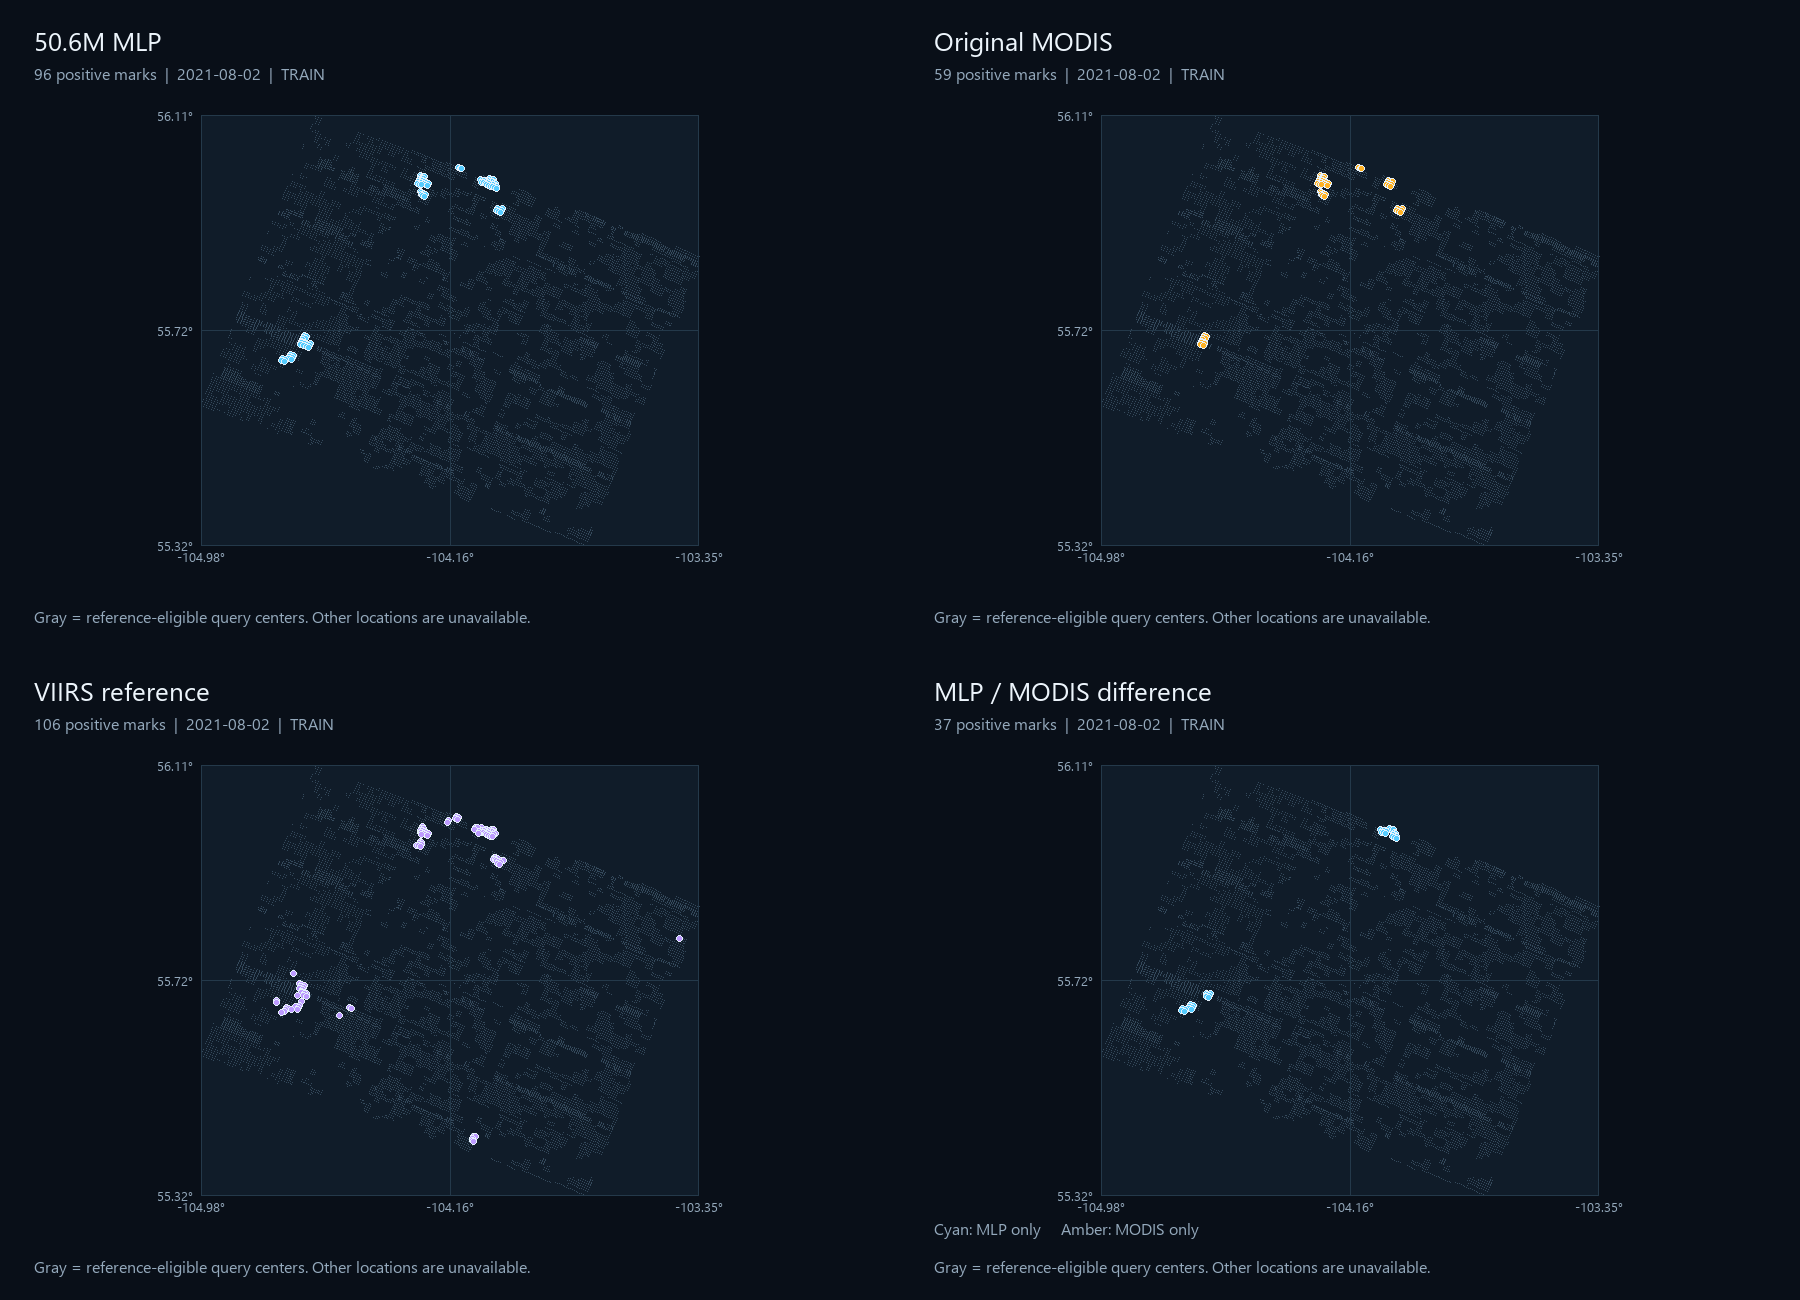 50.6M MLP
96 positive marks | 2021-08-02 | TRAIN
56.11°
55.72°
55.32°
-104.98°
-104.16°
-103.35°
Gray = reference-eligible query centers. Other locations are unavailable.
Original MODIS
59 positive marks | 2021-08-02 | TRAIN
56.11°
55.72°
55.32°
-104.98°
-104.16°
-103.35°
Gray = reference-eligible query centers. Other locations are unavailable.
VIIRS reference
106 positive marks | 2021-08-02 | TRAIN
56.11°
55.72°
55.32°
-104.98°
-104.16°
-103.35°
Gray = reference-eligible query centers. Other locations are unavailable.
MLP / MODIS difference
37 positive marks | 2021-08-02 | TRAIN
56.11°
55.72°
55.32°
-104.98°
-104.16°
-103.35°
Cyan: MLP only Amber: MODIS only
Gray = reference-eligible query centers. Other locations are unavailable.